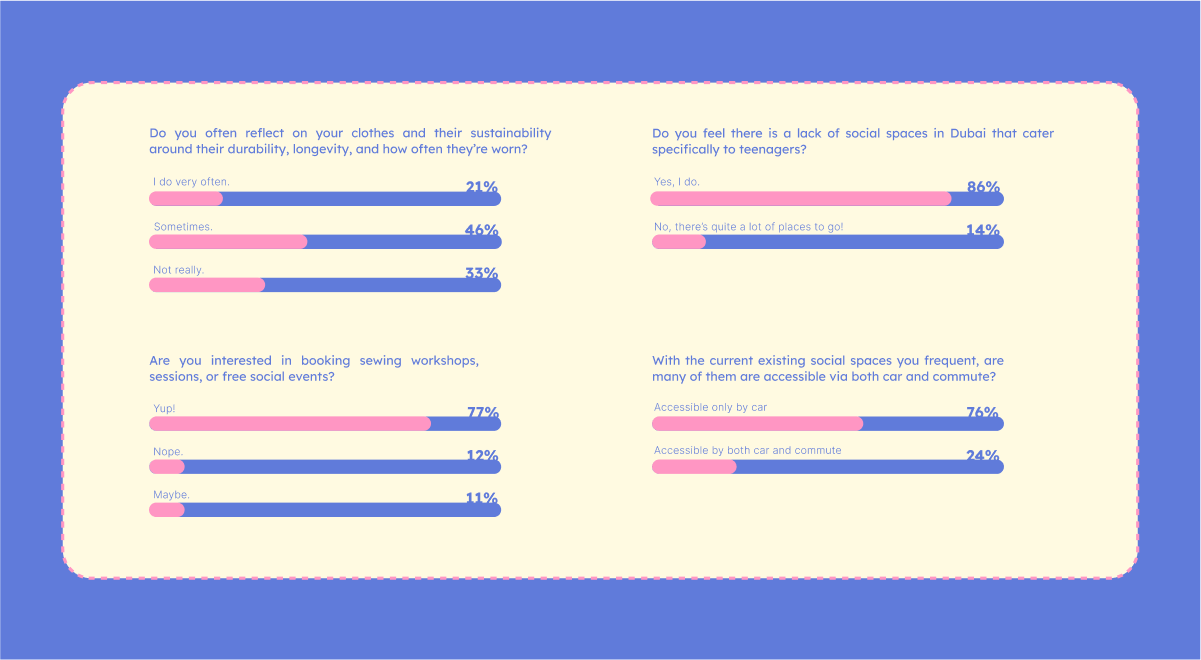 Do you often reflect on your clothes and their sustainability
around their durability, longevity, and how often they're worn?
I do very often.
21%
Sometimes.
46%
Not really.
33%
Do you feel there is a lack of social spaces in Dubai that cater
specifically to teenagers?
Yes, I do.
86%
No, there's quite a lot of places to go!
14%
Are you interested in booking sewing workshops,
sessions, or free social events?
Yup!
77%
Nope.
12%
Maybe.
11%
With the current existing social spaces you frequent, are
many of them are accessible via both car and commute?
Accessible only by car
76%
Accessible by both car and commute
24%